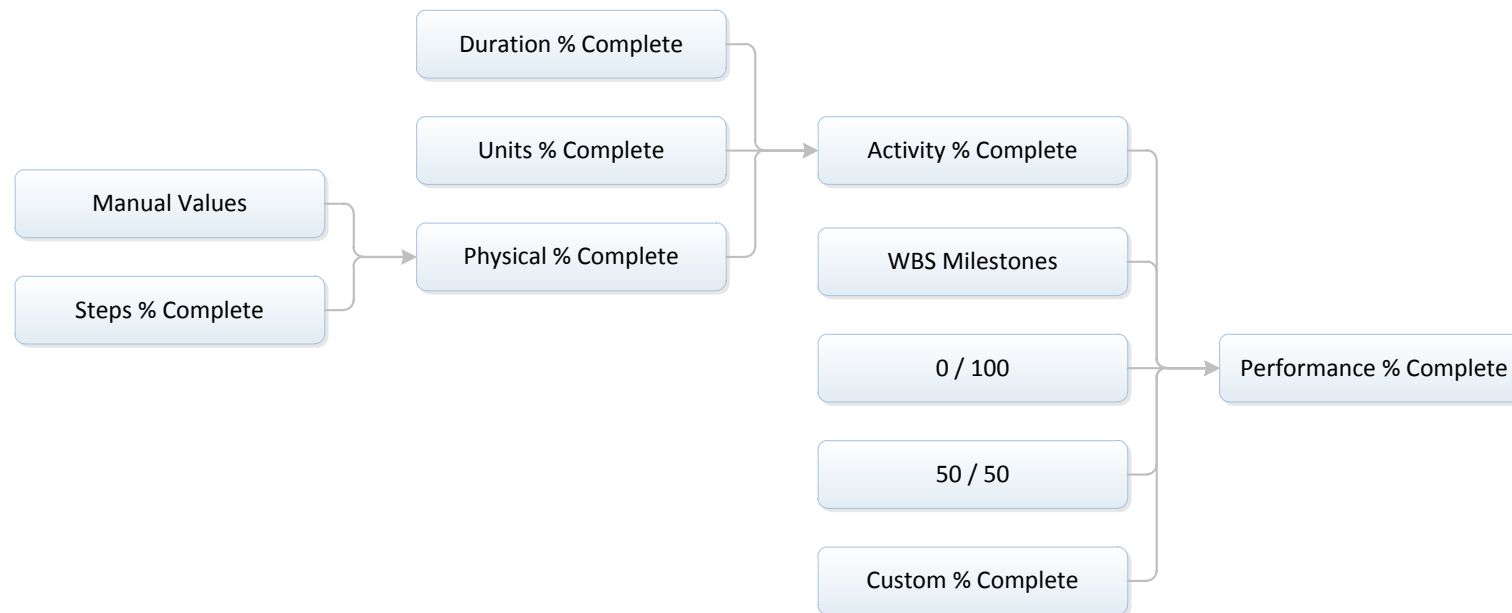 Duration % Complete
Units % Complete
Activity % Complete
Manual Values
Physical % Complete
WBS Milestones
Steps % Complete
0 / 100
Performance % Complete
50 / 50
Custom % Complete